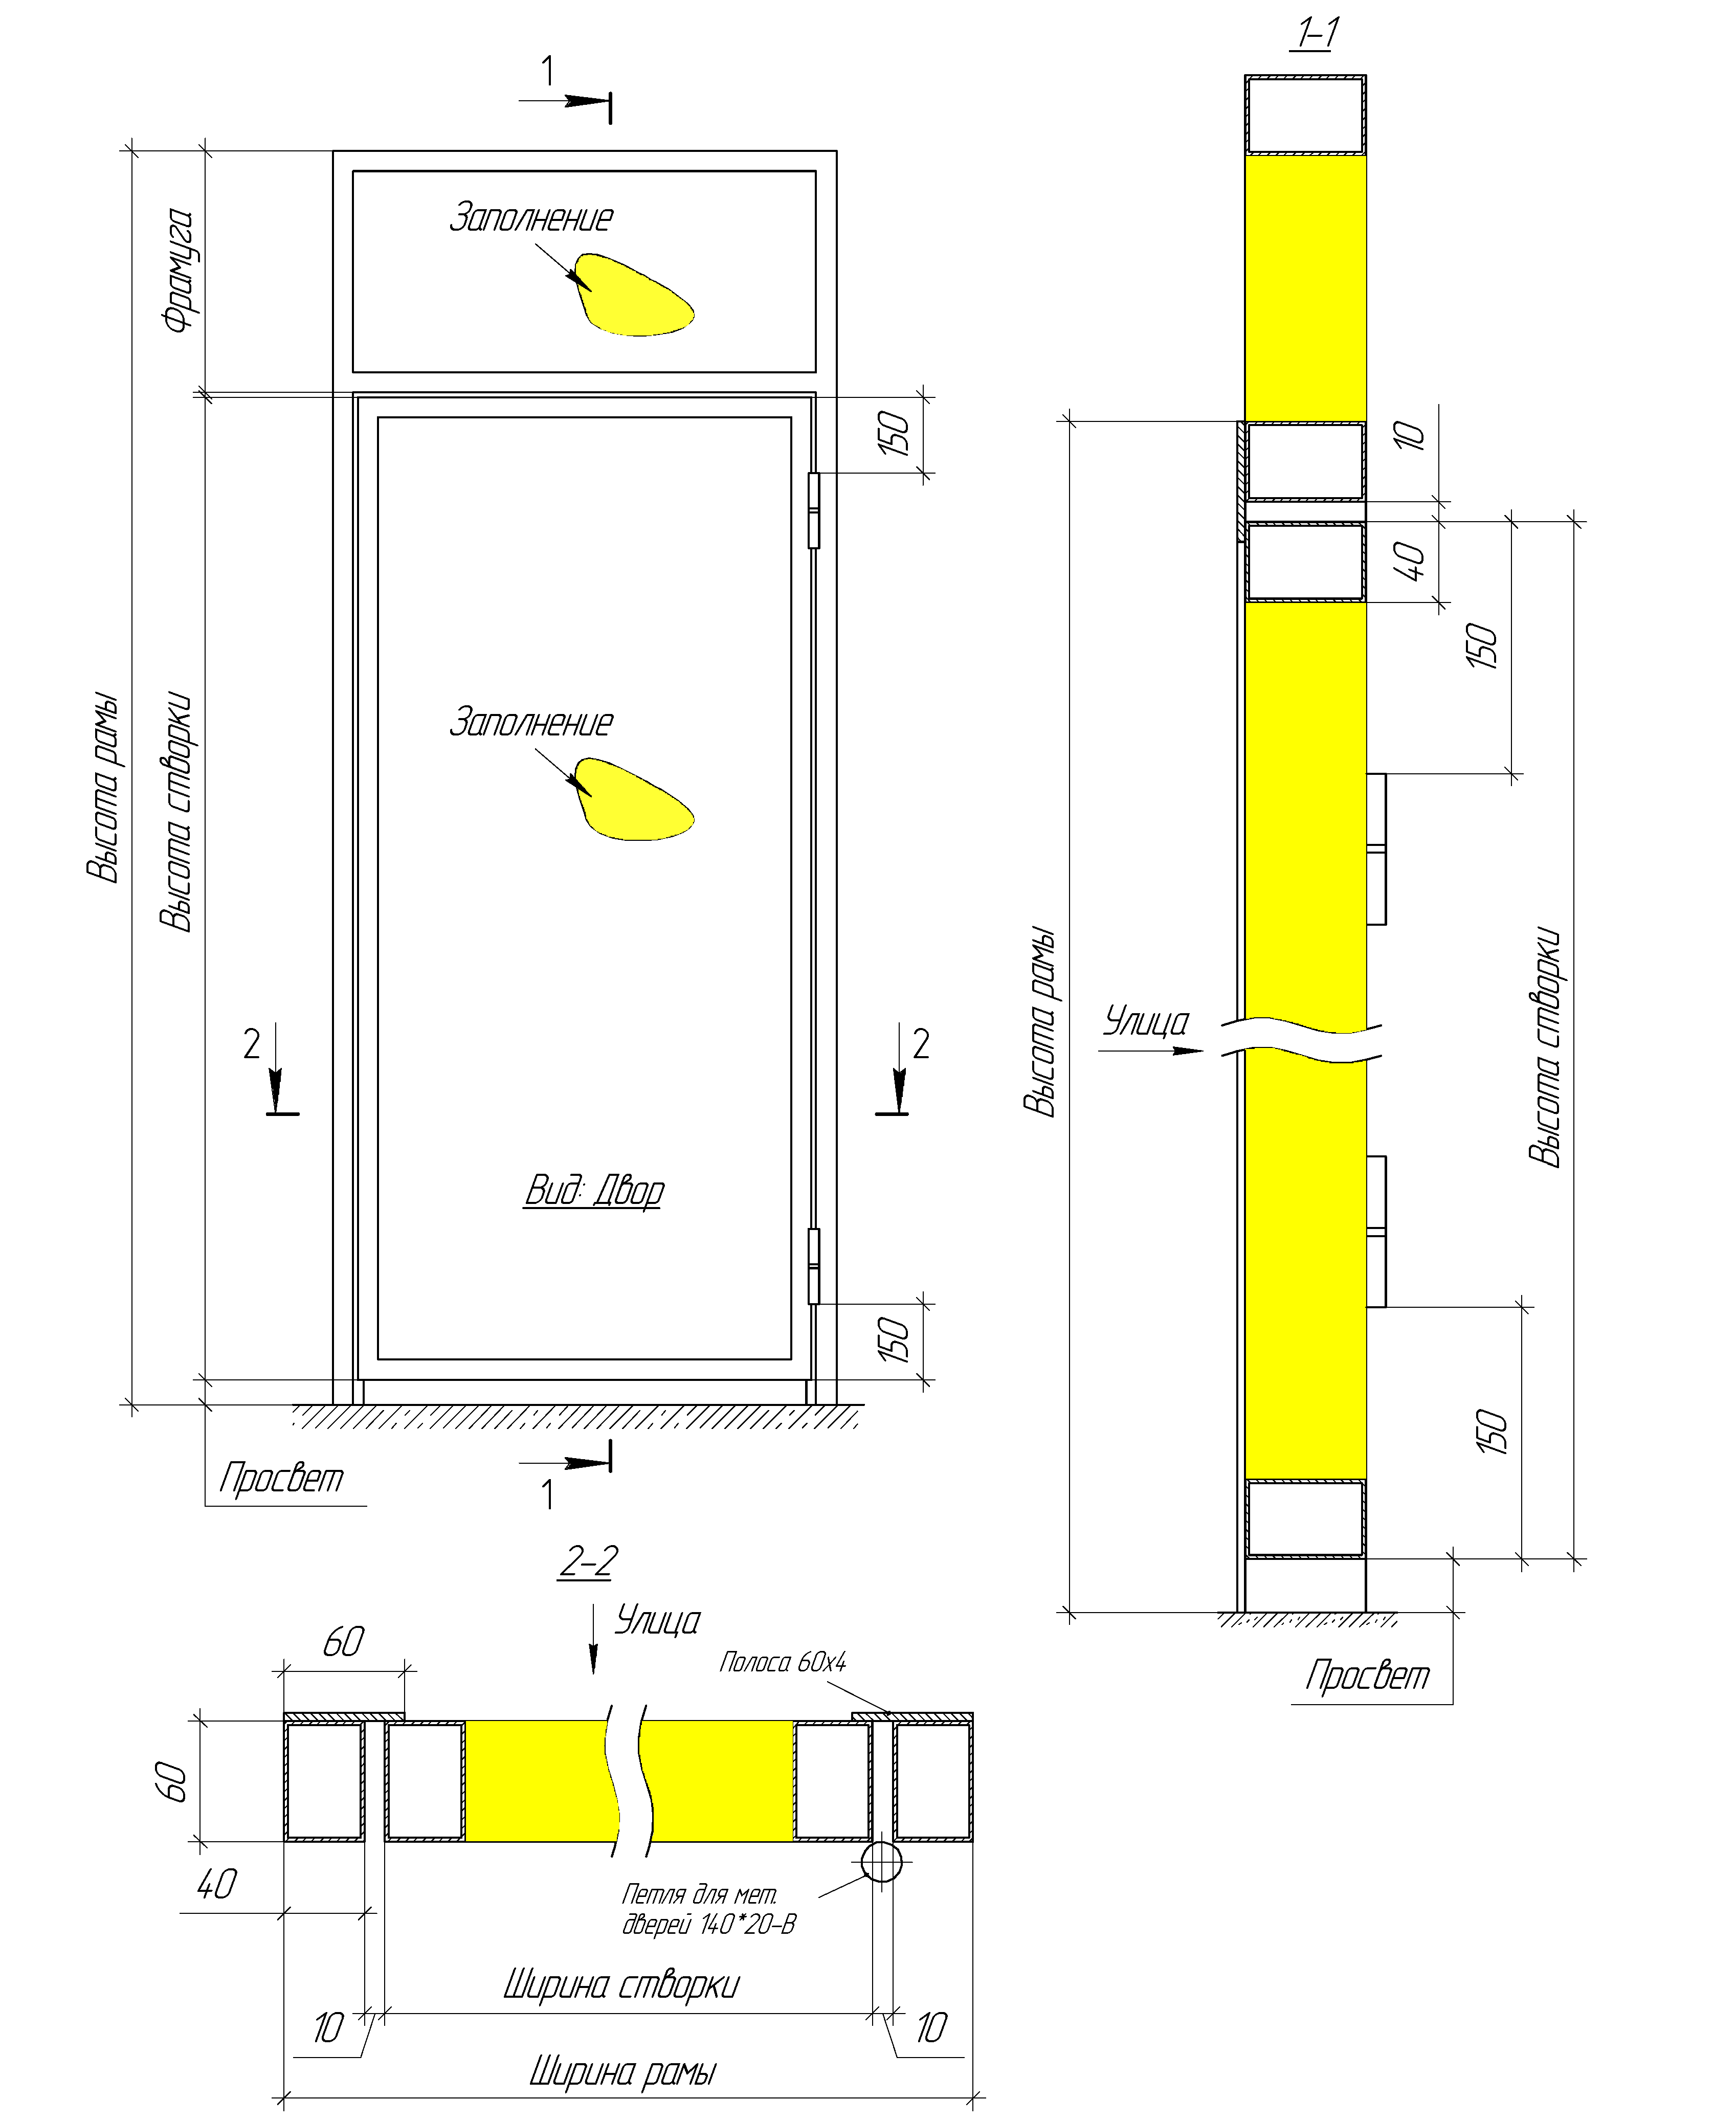 1-1
1
Фрамуга
Заполнение
150
10
40
150
Высота рамы
Высота створки
Заполнение
Высота рамы
Улица
Высота створки
2
2
Вид: Двор
150
150
Просвет
1
2-2
Улица
60
Полоса 60х4
Просвет
60
40
Петля для мет.
дверей 140*20-В
Ширина створки
10
10
Ширина рамы